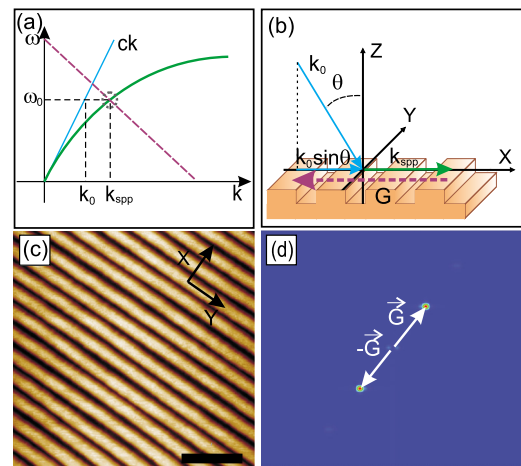 (a)
ω
ck
ω₀
k₀
kspp
k
(b)
Z
k₀
θ
Y
k₀sinθ
kspp
X
G
(c)
X
Y
(d)
G⃗
-G⃗